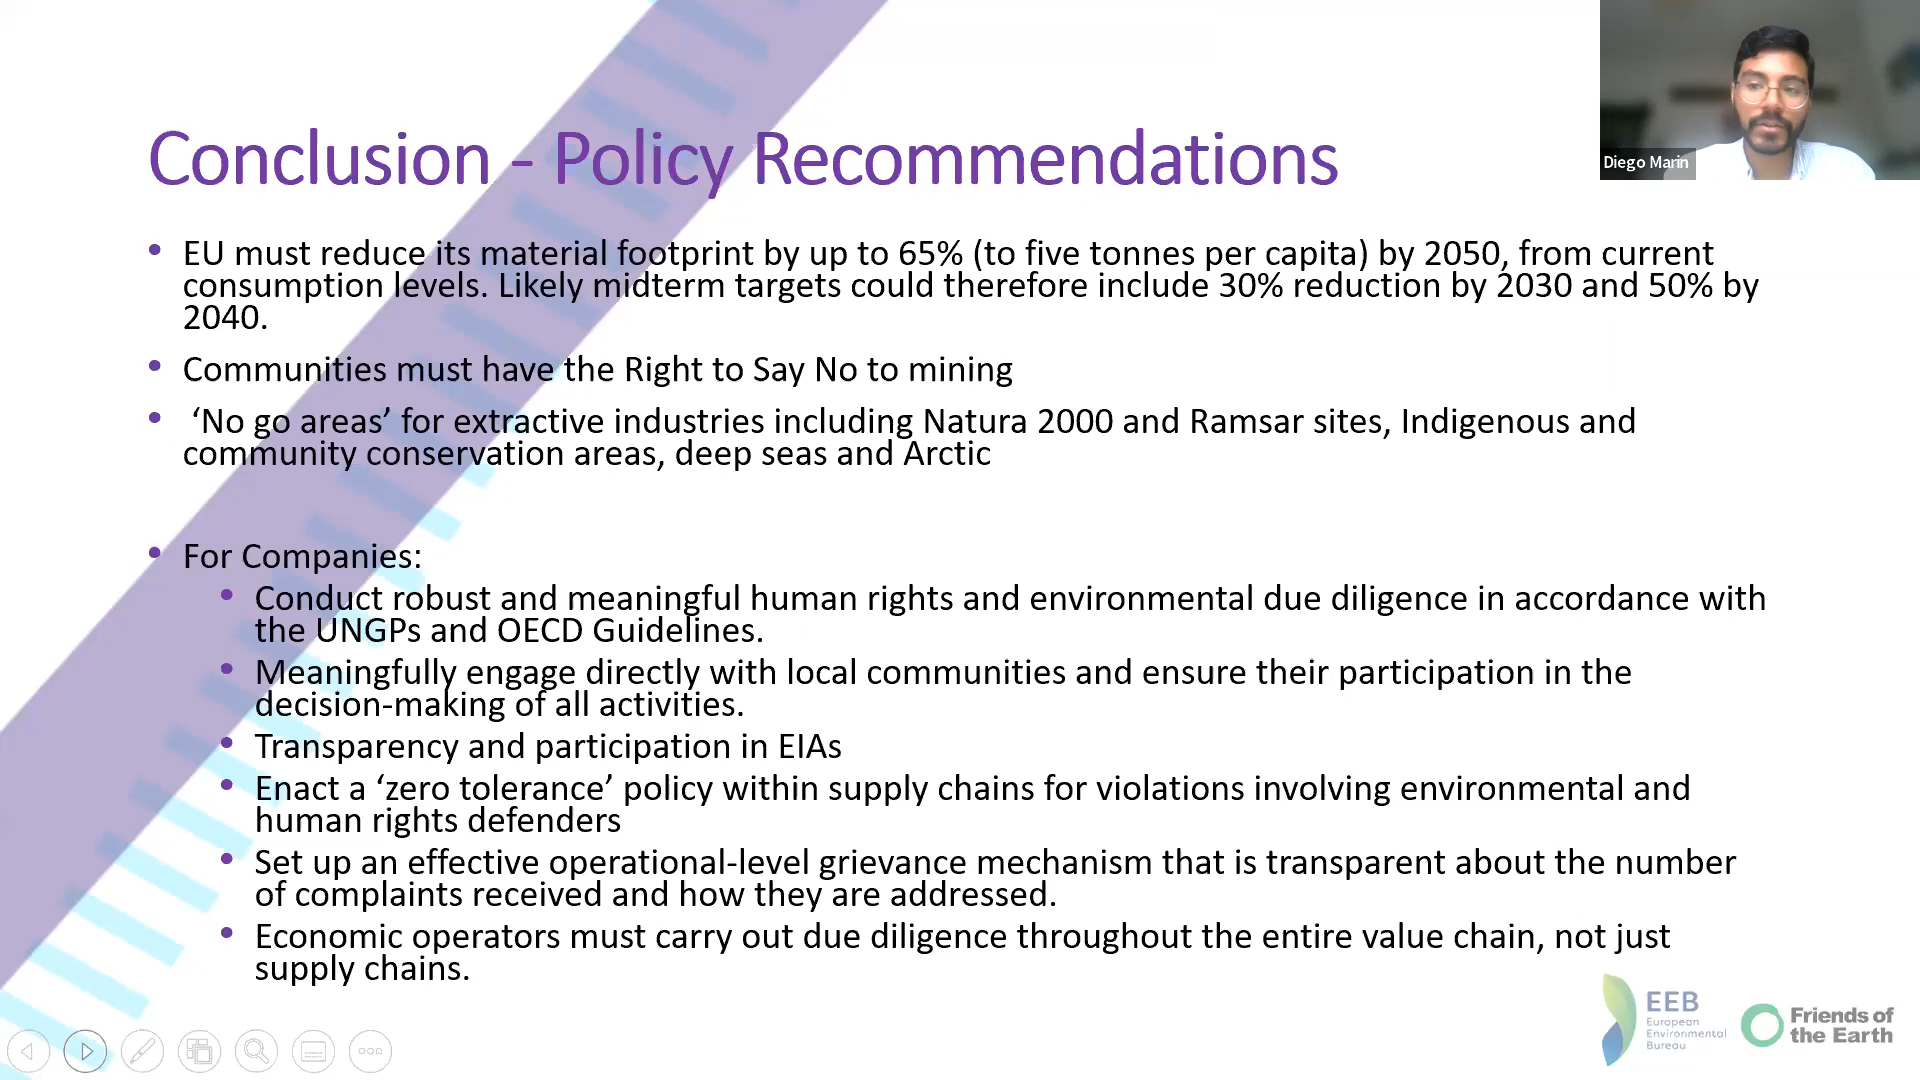 Conclusion - Policy Recommendations
Diego Marin
• EU must reduce its material footprint by up to 65% (to five tonnes per capita) by 2050, from current
consumption levels. Likely midterm targets could therefore include 30% reduction by 2030 and 50% by
2040.
• Communities must have the Right to Say No to mining
• ‘No go areas’ for extractive industries including Natura 2000 and Ramsar sites, Indigenous and
community conservation areas, deep seas and Arctic
• For Companies:
• Conduct robust and meaningful human rights and environmental due diligence in accordance with
the UNGPs and OECD Guidelines.
• Meaningfully engage directly with local communities and ensure their participation in the
decision-making of all activities.
• Transparency and participation in EIAs
• Enact a ‘zero tolerance’ policy within supply chains for violations involving environmental and
human rights defenders
• Set up an effective operational-level grievance mechanism that is transparent about the number
of complaints received and how they are addressed.
• Economic operators must carry out due diligence throughout the entire value chain, not just
supply chains.
EEB
European
Environmental
Bureau
Friends of
the Earth